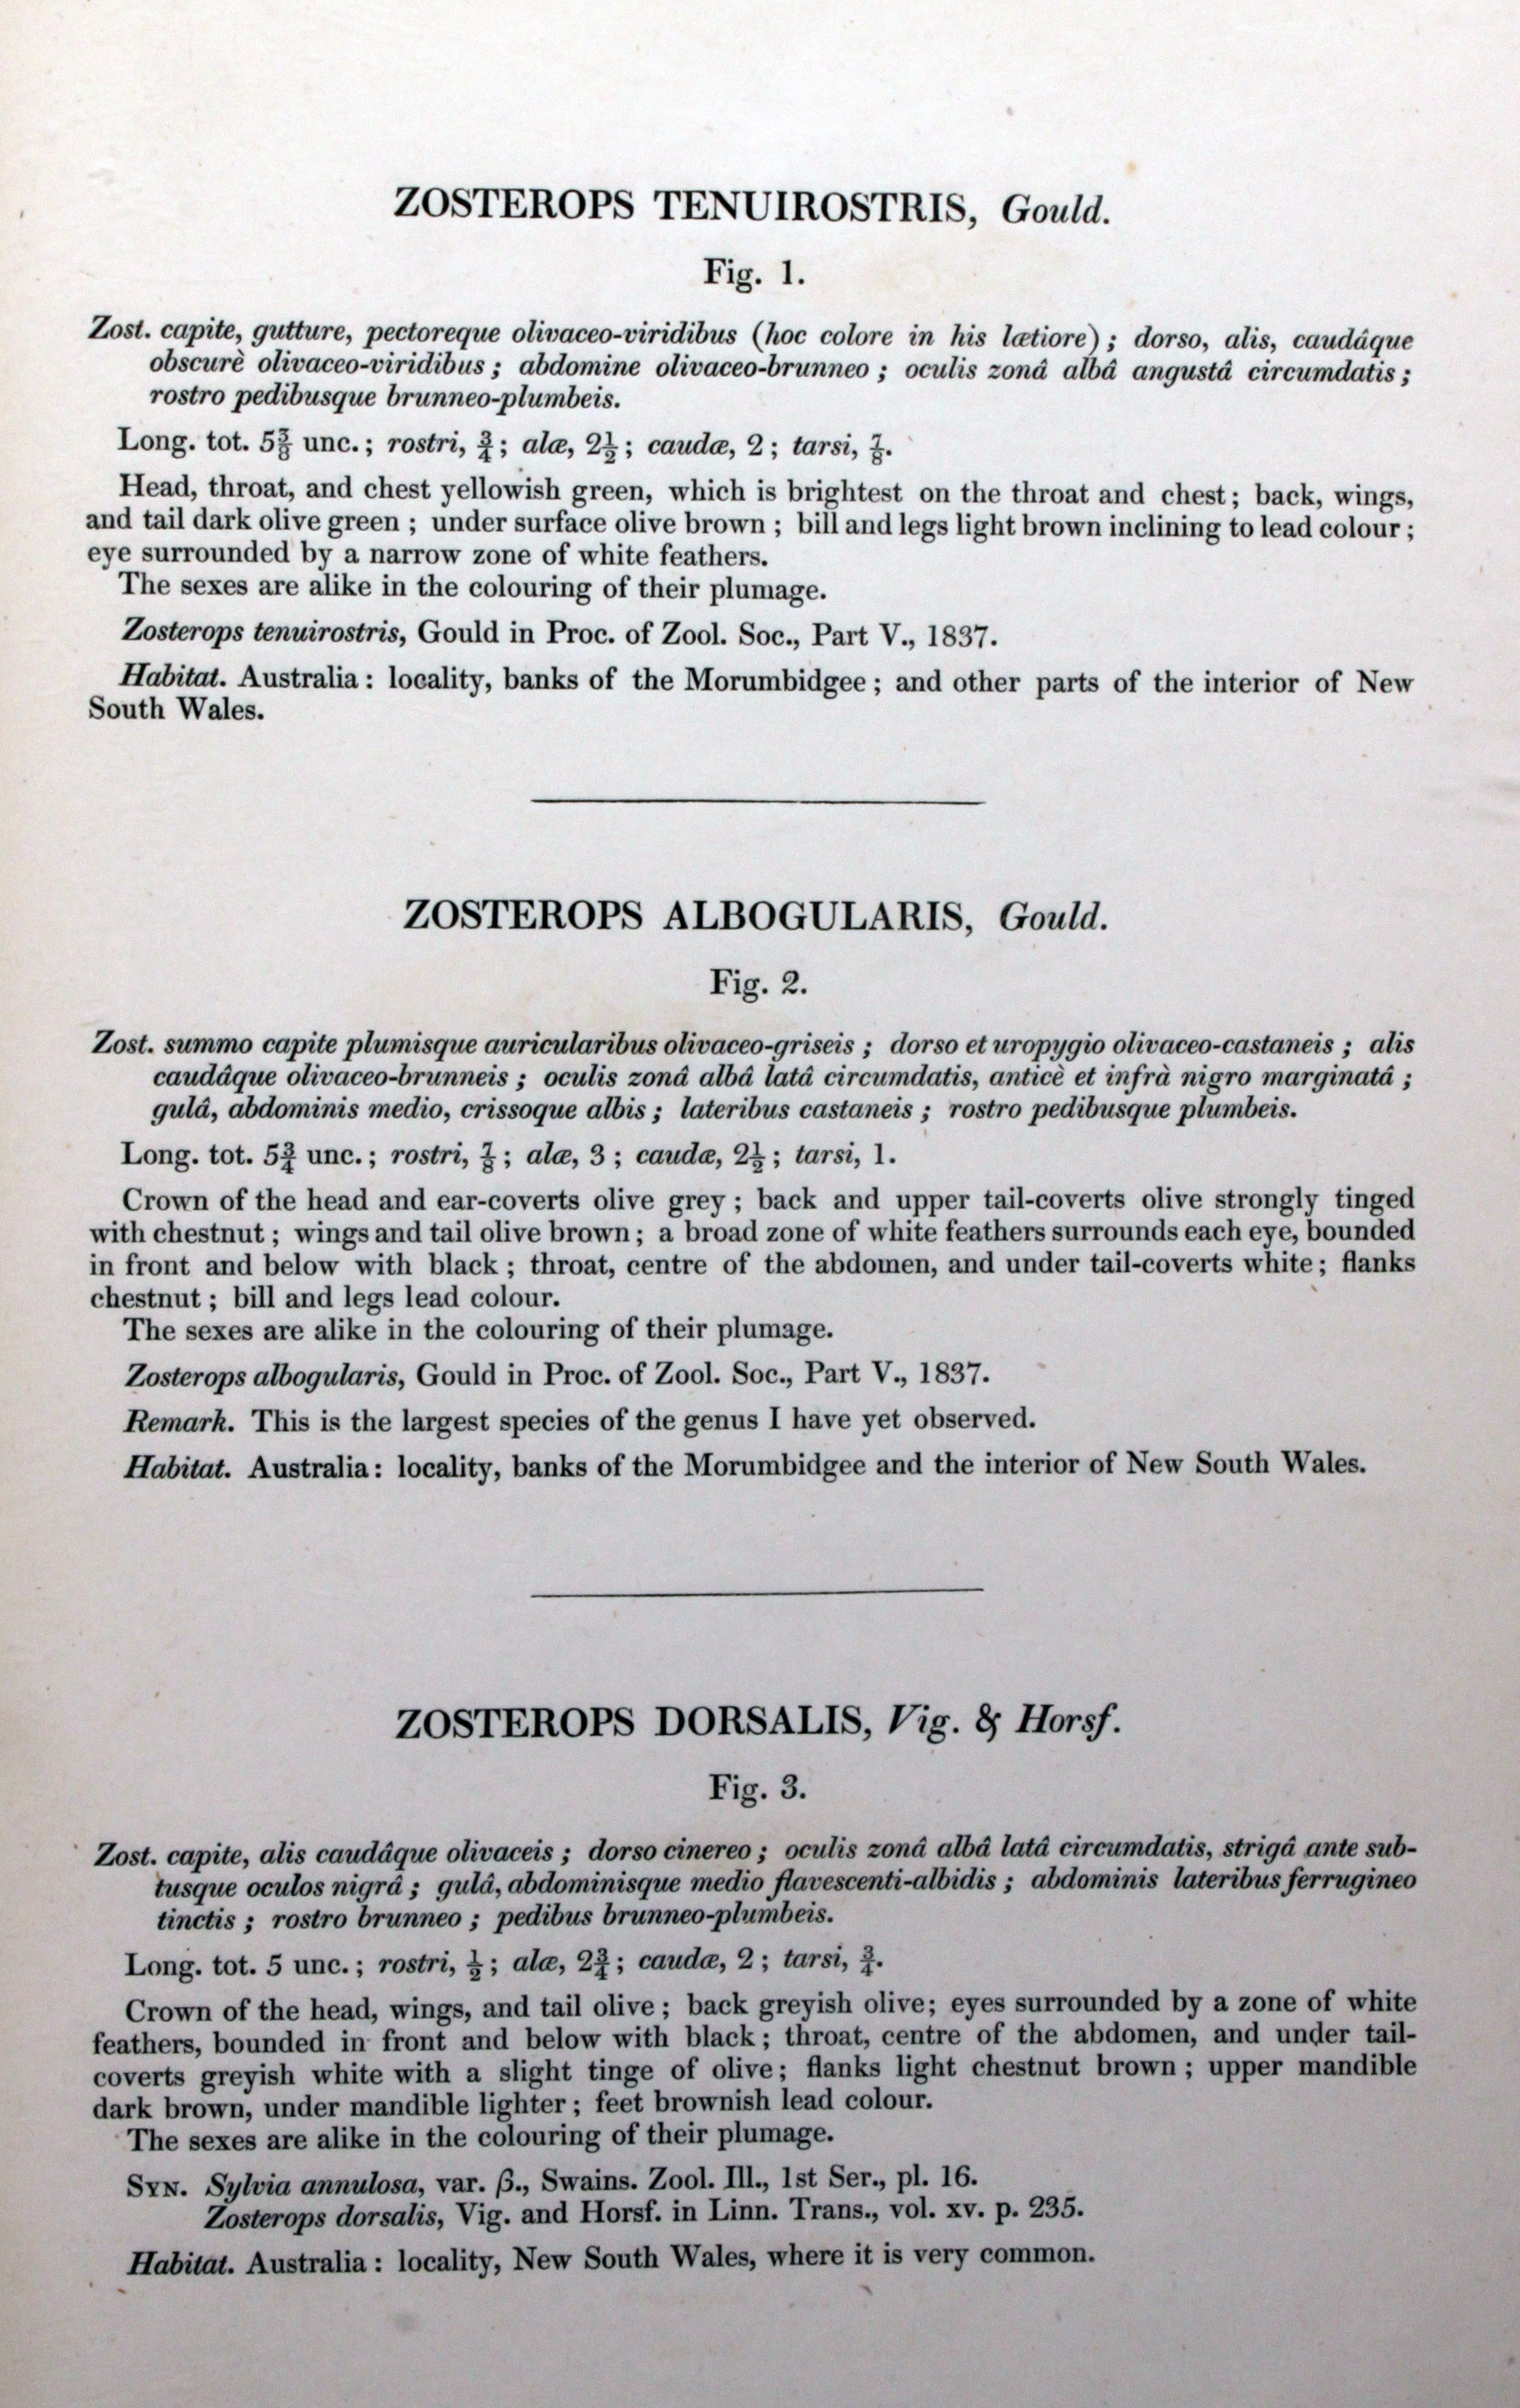 ZOSTEROPS TENUIROSTRIS, Gould.
Fig. 1.
Zost. capite, gutture, pectoreque olivaceo-viridibus (hoc colore in his lætiore) ; dorso, alis, caudâque
obscurè olivaceo-viridibus ; abdomine olivaceo-brunneo ; oculis zonâ albâ angustâ circumdatis ;
rostro pedibusque brunneo-plumbeis.
Long. tot. unc. ; rostri, ; alæ, ; caudæ, 2 ; tarsi,
Head, throat, and chest yellowish green, which is brightest on the throat and chest ; back, wings,
and tail dark olive green ; under surface olive brown ; bill and legs light brown inclining to lead colour ;
eye surrounded by a narrow zone of white feathers.
The sexes are alike in the colouring of their plumage.
Zosterops tenuirostris, Gould in Proc. of Zool. Soc., Part V., 1837.
Habitat. Australia : locality, banks of the Morumbidgee ; and other parts of the interior of New
South Wales.
ZOSTEROPS ALBOGULARIS, Gould.
Fig. 2.
Zost. summo capite plumisque auricularibus olivaceo-griseis ; dorso et uropygio olivaceo-castaneis ; alis
caudâque olivaceo-brunneis ; oculis zonâ albâ latâ circumdatis, anticè et infrà nigro marginatâ ;
gulâ, abdominis medio, crissoque albis ; lateribus castaneis ; rostro pedibusque plumbeis.
Long. tot. unc. ; rostri, ; alæ, 3 ; caudæ, ; tarsi, 1.
Crown of the head and ear-coverts olive grey ; back and upper tail-coverts olive strongly tinged
with chestnut ; wings and tail olive brown ; a broad zone of white feathers surrounds each eye, bounded
in front and below with black ; throat, centre of the abdomen, and under tail-coverts white ; flanks
chestnut ; bill and legs lead colour.
The sexes are alike in the colouring of their plumage.
Zosterops albogularis, Gould in Proc. of Zool. Soc., Part V., 1837.
Remark. This is the largest species of the genus I have yet observed.
Habitat. Australia : locality, banks of the Morumbidgee and the interior of New South Wales.
ZOSTEROPS DORSALIS, Vig. & Horsf.
Fig. 3.
Zost. capite, alis caudâque olivaceis ; dorso cinereo ; oculis zonâ albâ latâ circumdatis, strigâ ante sub-
tusque oculos nigrâ ; gulâ, abdominisque medio flavescenti-albidis ; abdominis lateribus ferrugineo
tinctis ; rostro brunneo ; pedibus brunneo-plumbeis.
Long. tot. 5 unc. ; rostri, ; alæ, ; caudæ, 2 ; tarsi,
Crown of the head, wings, and tail olive ; back greyish olive; eyes surrounded by a zone of white
feathers, bounded in front and below with black ; throat, centre of the abdomen, and under tail-
coverts greyish white with a slight tinge of olive ; flanks light chestnut brown ; upper mandible
dark brown, under mandible lighter ; feet brownish lead colour.
The sexes are alike in the colouring of their plumage.
Syn. Sylvia annulosa, var. β., Swains. Zool. Ill., 1st Ser., pl. 16.
Zosterops dorsalis, Vig. and Horsf. in Linn. Trans., vol. xv. p. 235.
Habitat. Australia : locality, New South Wales, where it is very common.